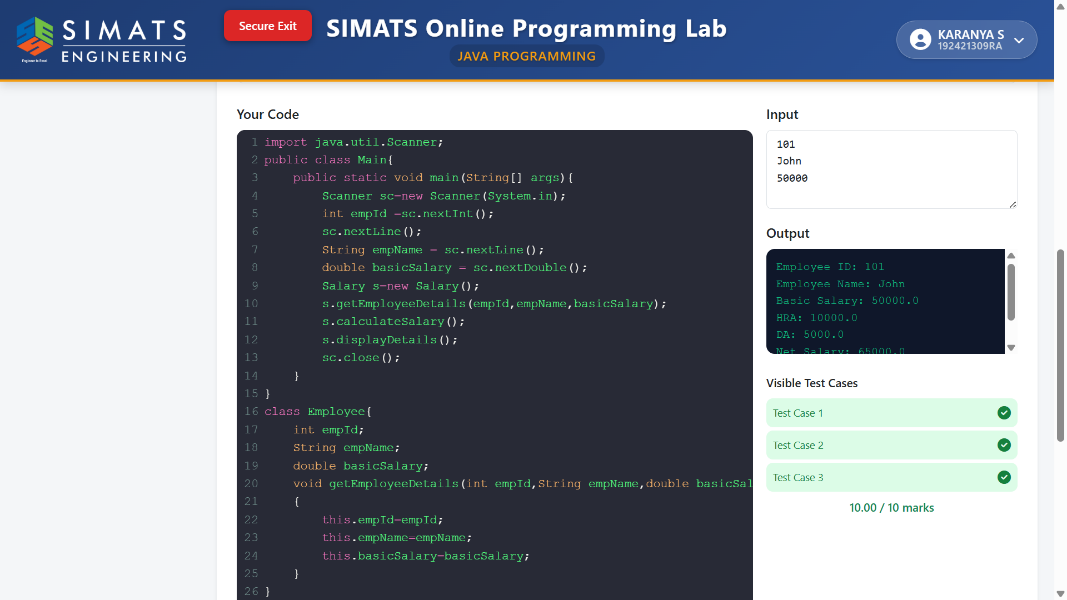 SIMATS
ENGINEERING
Engineer to Excel
Secure Exit
SIMATS Online Programming Lab
JAVA PROGRAMMING
KARANYA S
192421309RA
Your Code
1 import java.util.Scanner;
2 public class Main{
3 public static void main(String[] args){
4 Scanner sc=new Scanner(System.in);
5 int empId =sc.nextInt();
6 sc.nextLine();
7 String empName = sc.nextLine();
8 double basicSalary = sc.nextDouble();
9 Salary s=new Salary();
10 s.getEmployeeDetails(empId,empName,basicSalary);
11 s.calculateSalary();
12 s.displayDetails();
13 sc.close();
14 }
15 }
16 class Employee{
17 int empId;
18 String empName;
19 double basicSalary;
20 void getEmployeeDetails(int empId,String empName,double basicSal
21 {
22 this.empId=empId;
23 this.empName=empName;
24 this.basicSalary=basicSalary;
25 }
26 }
Input
101
John
50000
Output
Employee ID: 101
Employee Name: John
Basic Salary: 50000.0
HRA: 10000.0
DA: 5000.0
Net Salary: 65000.0
Visible Test Cases
Test Case 1
Test Case 2
Test Case 3
10.00 / 10 marks